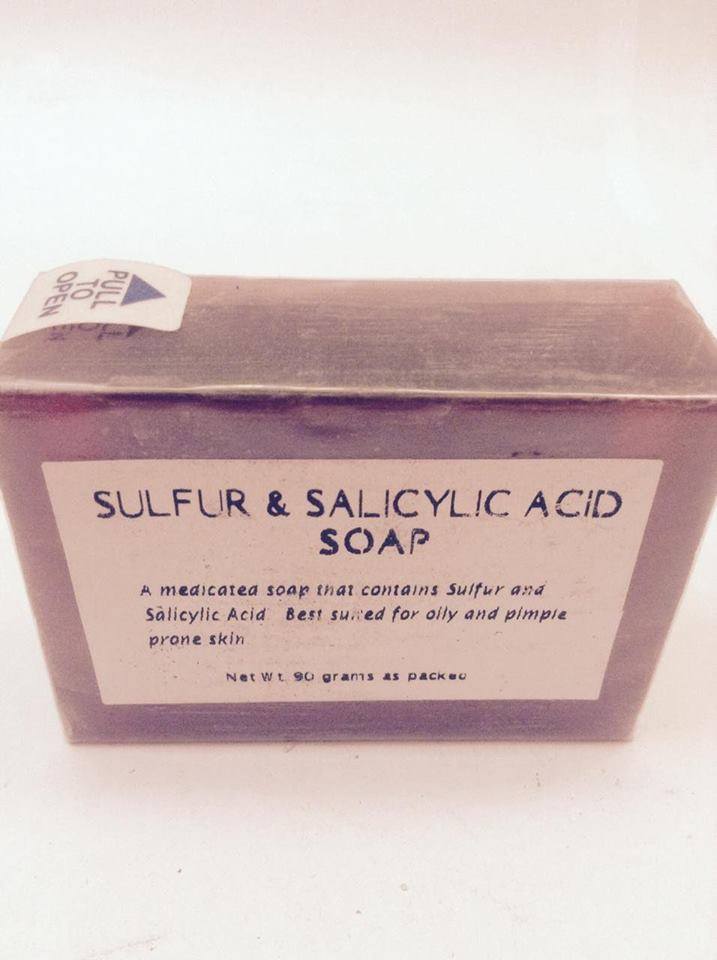 PULL
TO
OPEN
SULFUR & SALICYLIC ACID
SOAP
A medicated soap that contains Sulfur and
Salicylic Acid Best suited for oily and pimple
prone skin
Net Wt. 90 grams as packed